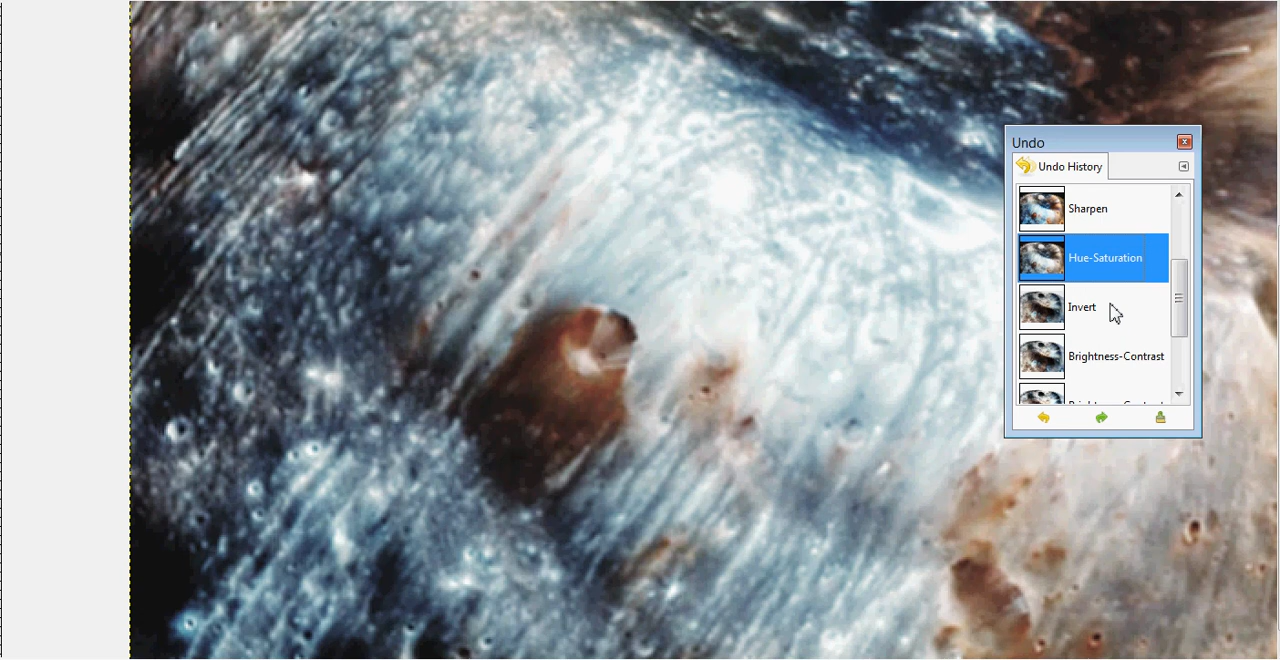 Undo
Undo History
Sharpen
Hue-Saturation
Invert
Brightness-Contrast